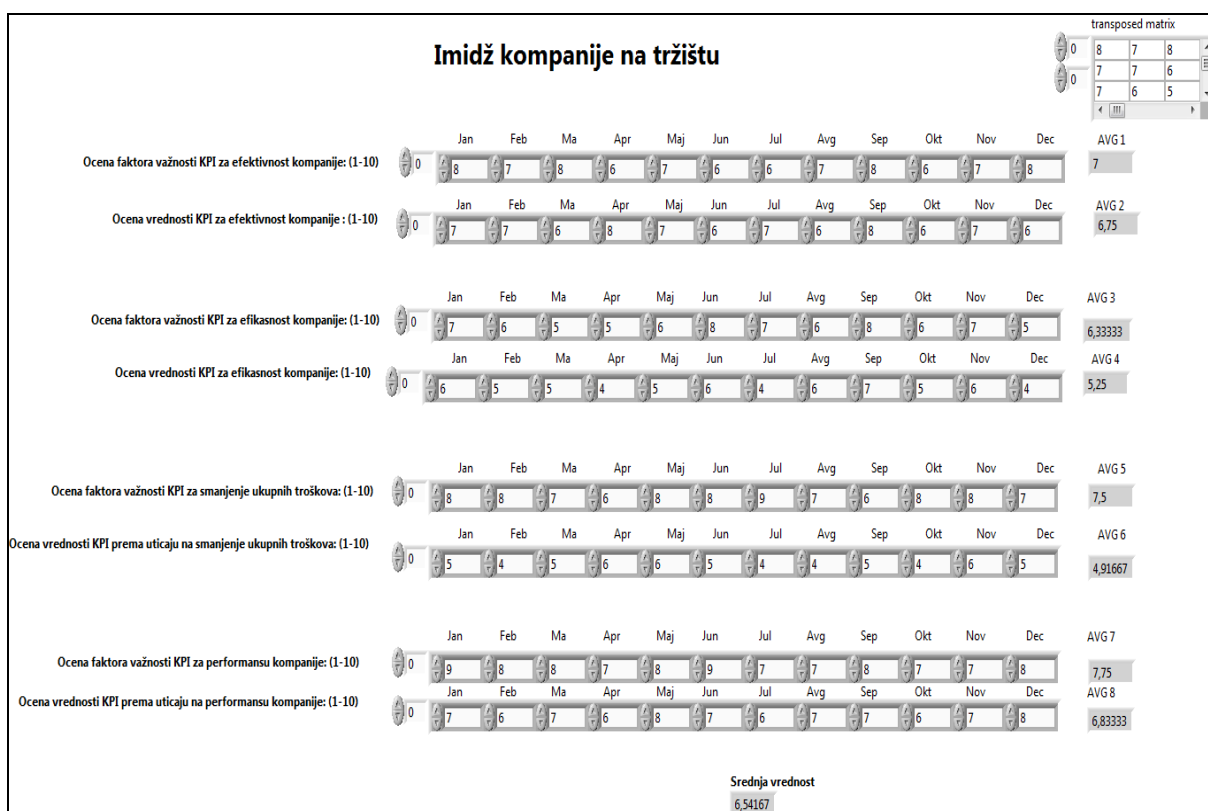 transposed matrix
Imidž kompanije na tržištu
0 8 7 8
0 7 7 6
7 6 5
Jan Feb Ma Apr Maj Jun Jul Avg Sep Okt Nov Dec AVG 1
Ocena faktora važnosti KPI za efektivnost kompanije: (1-10) 0 8 7 8 6 7 6 6 7 8 6 7 8 7
Jan Feb Ma Apr Maj Jun Jul Avg Sep Okt Nov Dec AVG 2
Ocena vrednosti KPI za efektivnost kompanije : (1-10) 0 7 7 6 8 7 6 7 6 8 6 7 6 6,75
Jan Feb Ma Apr Maj Jun Jul Avg Sep Okt Nov Dec AVG 3
Ocena faktora važnosti KPI za efikasnost kompanije: (1-10) 0 7 6 5 5 6 8 7 6 8 6 7 5 6,33333
Jan Feb Ma Apr Maj Jun Jul Avg Sep Okt Nov Dec AVG 4
Ocena vrednosti KPI za efikasnost kompanije: (1-10) 0 6 5 5 4 5 6 4 6 7 5 6 4 5,25
Jan Feb Ma Apr Maj Jun Jul Avg Sep Okt Nov Dec AVG 5
Ocena faktora važnosti KPI za smanjenje ukupnih troškova: (1-10) 0 8 8 7 6 8 8 9 7 6 8 8 7 7,5
Jan Feb Ma Apr Maj Jun Jul Avg Sep Okt Nov Dec AVG 6
Ocena vrednosti KPI prema uticaju na smanjenje ukupnih troškova: (1-10) 0 5 4 5 6 6 5 4 4 5 4 6 5 4,91667
Jan Feb Ma Apr Maj Jun Jul Avg Sep Okt Nov Dec AVG 7
Ocena faktora važnosti KPI za performansu kompanije: (1-10) 0 9 8 8 7 8 9 7 7 8 7 7 8 7,75
Jan Feb Ma Apr Maj Jun Jul Avg Sep Okt Nov Dec AVG 8
Ocena vrednosti KPI prema uticaju na performansu kompanije: (1-10) 0 7 6 7 6 8 7 6 7 7 6 7 8 6,83333
Srednja vrednost
6,54167